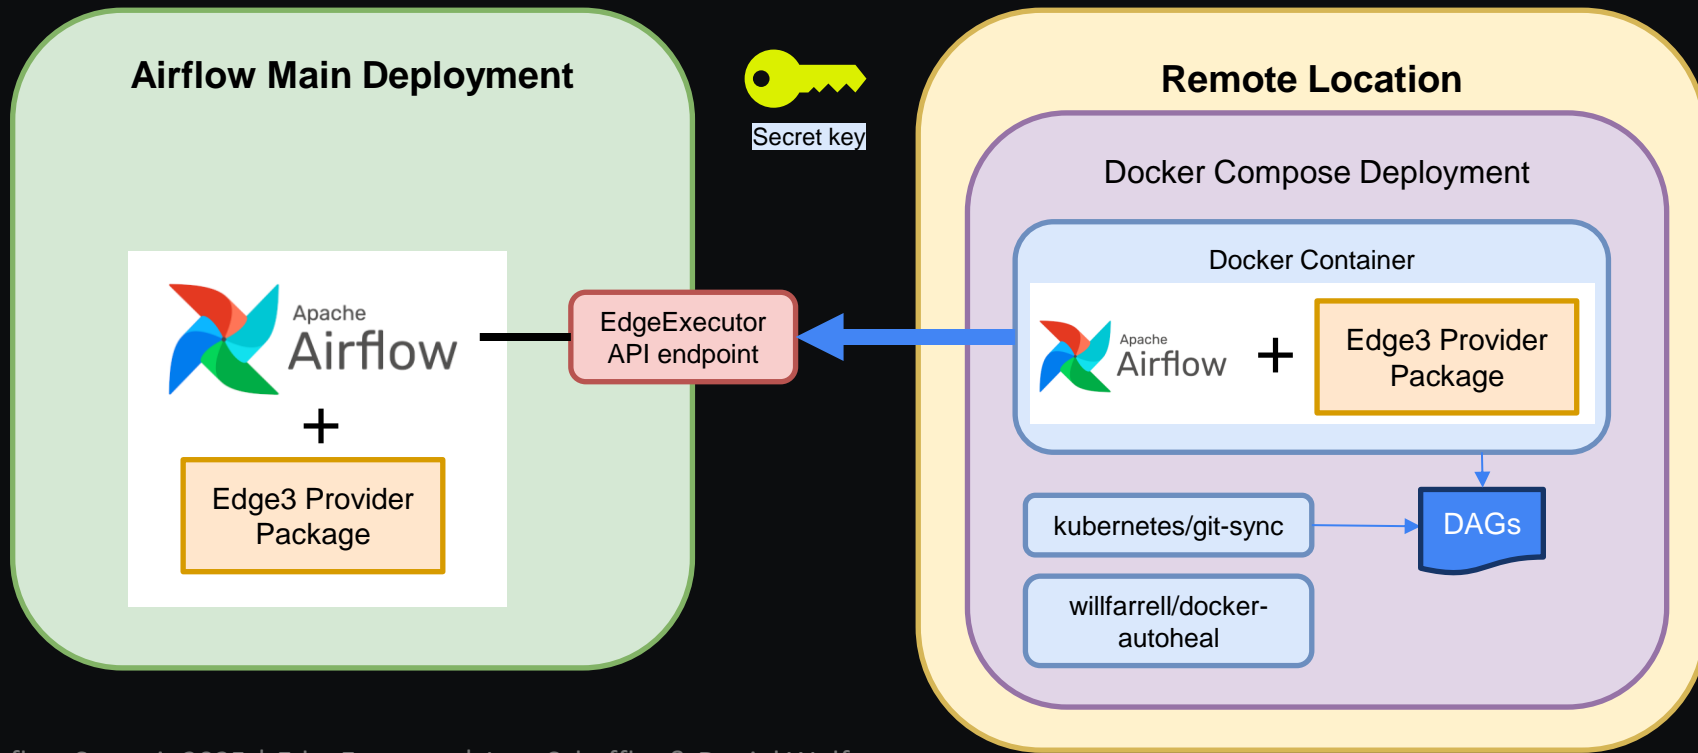 Airflow Main Deployment
Apache
Airflow
+
Edge3 Provider
Package
Secret key
EdgeExecutor
API endpoint
Remote Location
Docker Compose Deployment
Docker Container
Apache
Airflow
+
Edge3 Provider
Package
kubernetes/git-sync
DAGs
willfarrell/docker-
autoheal